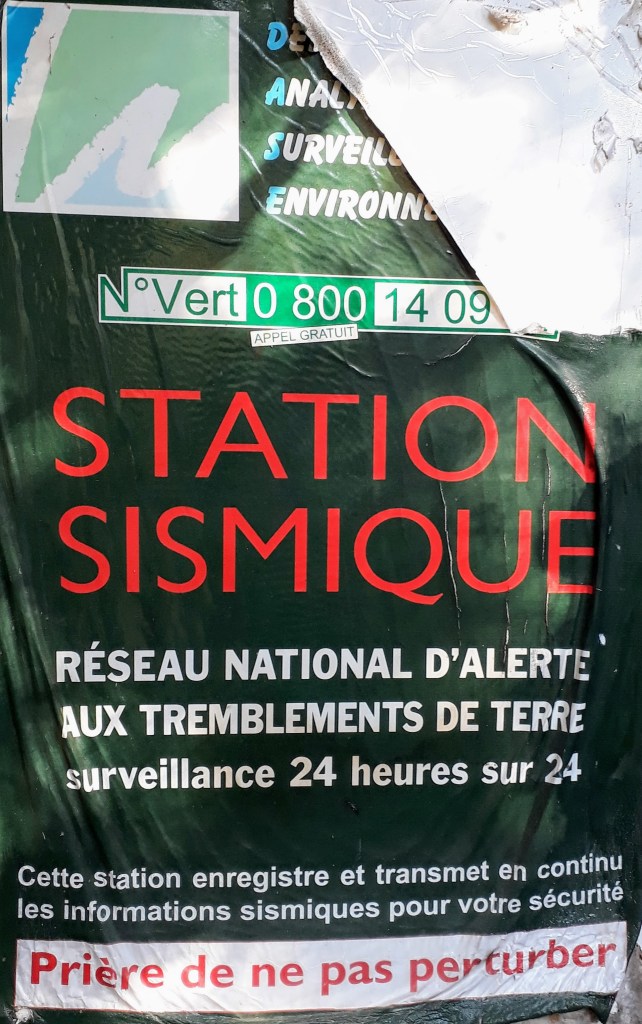 ANAL
SURVEIL
ENVIRONNE
N°Vert 0 800 14 09
APPEL GRATUIT
STATION
SISMIQUE
RÉSEAU NATIONAL D'ALERTE
AUX TREMBLEMENTS DE TERRE
surveillance 24 heures sur 24
Cette station enregistre et transmet en continu
les informations sismiques pour votre sécurité
Prière de ne pas perturber